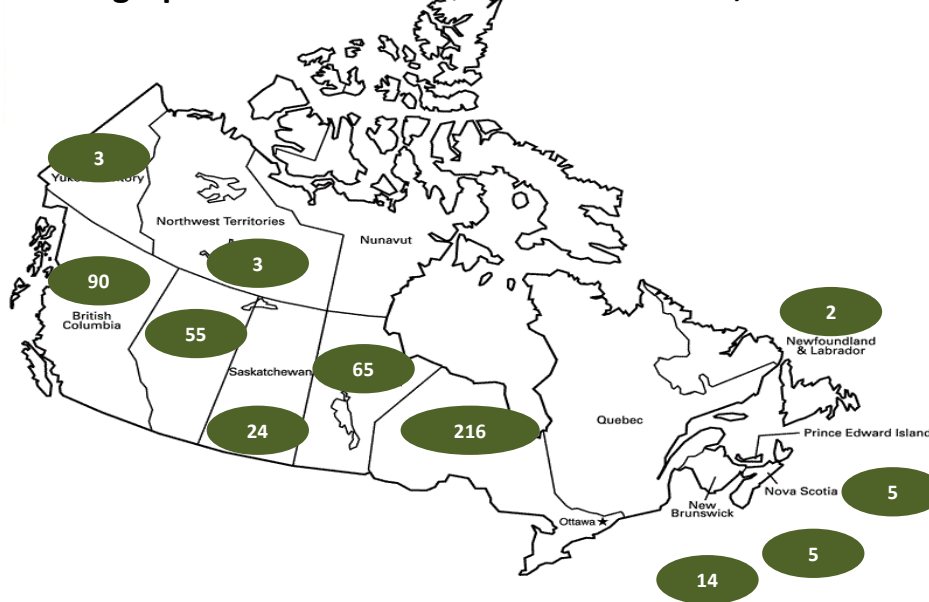 3
Northwest Territories
Nunavut
3
90
British
Columbia
2
Newfoundland
& Labrador
55
Saskatchewan
65
24
216
Quebec
Prince Edward Island
Nova Scotia
5
New
Brunswick
Ottawa
5
14